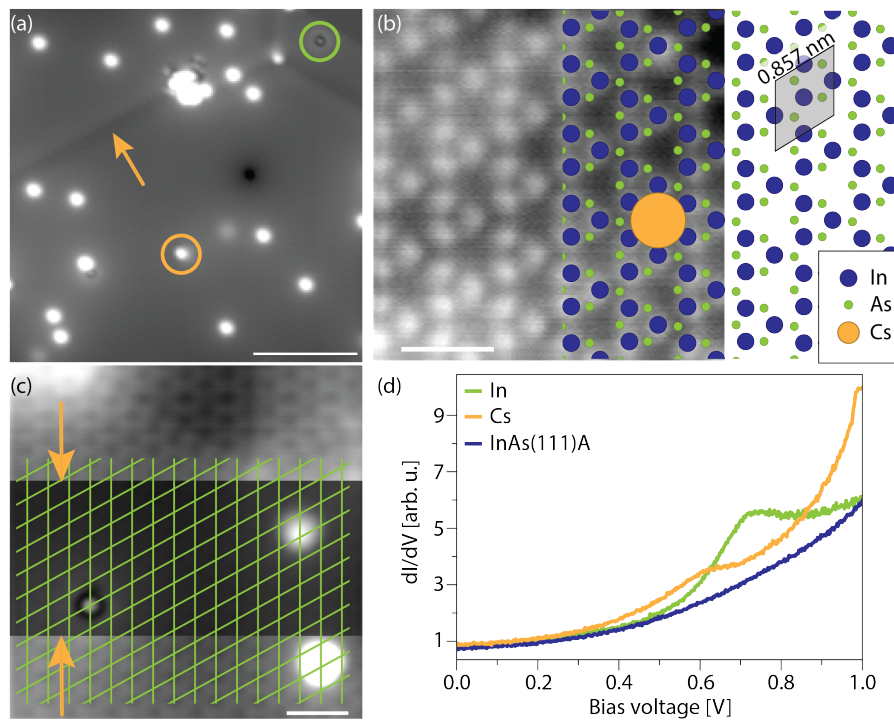 (a)
(b)
0.857 nm
In
As
Cs
(c)
(d)
In
Cs
InAs(111)A
9
7
5
3
1
dI/dV [arb. u.]
0.0 0.2 0.4 0.6 0.8 1.0
Bias voltage [V]